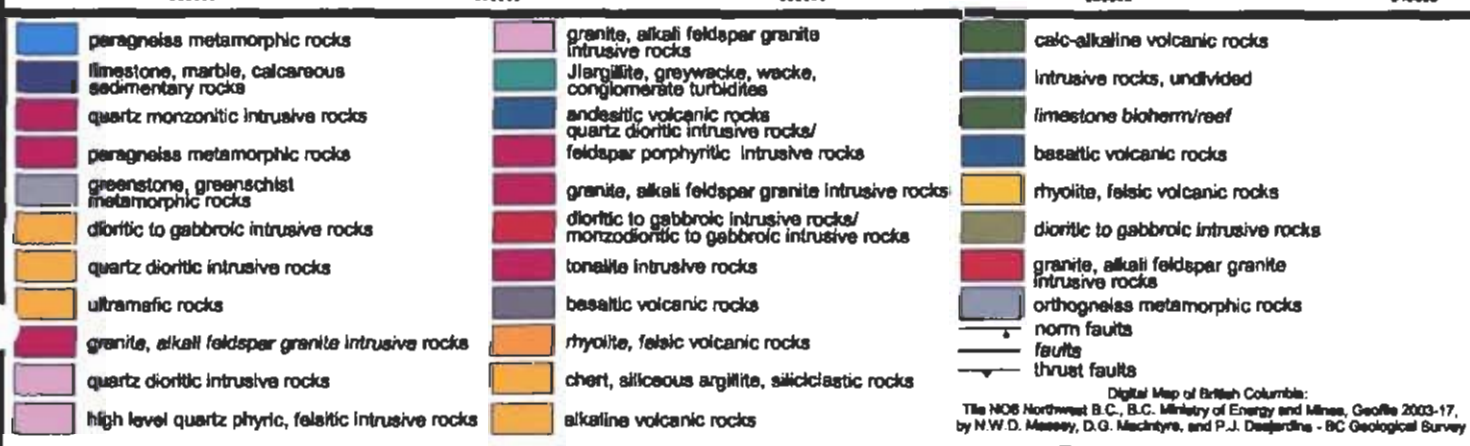 paragneiss metamorphic rocks
limestone, marble, calcareous
sedimentary rocks
quartz monzonitic intrusive rocks
paragneiss metamorphic rocks
greenstone, greenschist
metamorphic rocks
dioritic to gabbroic intrusive rocks
quartz dioritic intrusive rocks
ultramafic rocks
granite, alkali feldspar granite intrusive rocks
quartz dioritic intrusive rocks
high level quartz phyric, felsitic intrusive rocks
granite, alkali feldspar granite
intrusive rocks
Jlargillite, greywacke, wacke,
conglomerate turbidites
andesitic volcanic rocks
quartz dioritic intrusive rocks/
feldspar porphyritic intrusive rocks
granite, alkali feldspar granite intrusive rocks
dioritic to gabbroic intrusive rocks/
monzodioritic to gabbroic intrusive rocks
tonalite intrusive rocks
basaltic volcanic rocks
rhyolite, felsic volcanic rocks
chert, siliceous argillite, siliciclastic rocks
alkaline volcanic rocks
calc-alkaline volcanic rocks
intrusive rocks, undivided
limestone bioherm/reef
basaltic volcanic rocks
rhyolite, felsic volcanic rocks
dioritic to gabbroic intrusive rocks
granite, alkali feldspar granite
intrusive rocks
orthogneiss metamorphic rocks
norm faults
faults
thrust faults
Digital Map of British Columbia:
Tile NO8 Northwest B.C., B.C. Ministry of Energy and Mines, Geofile 2003-17,
by N.W.D. Massey, D.G. MacIntyre, and P.J. Desjardins - BC Geological Survey